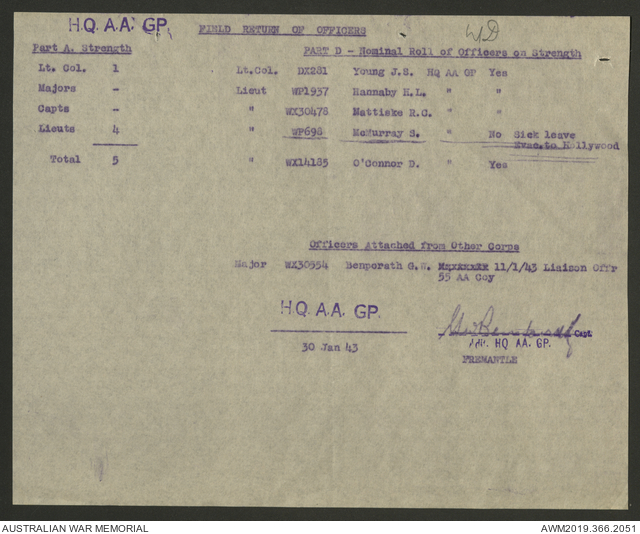 H.Q. A.A. GP.
FIELD RETURN OF OFFICERS
WD
Part A. Strength
PART D - Nominal Roll of Officers on Strength
Lt. Col. 1 Lt.Col. DX281 Young J.S. HQ AA GP Yes
Majors - Lieut WP1937 Hannaby H.L. " "
Capts - " WX30478 Mattiske R.C. " "
Lieuts 4 " WP698 McMurray S. " No Sick leave
Evac. to Hollywood
Total 5 " WX14185 O'Connor D. " Yes
Officers Attached from Other Corps
Major WX30554 Benporath G.W. 11/1/43 Liaison Offr
55 AA Coy
H.Q. A.A. GP.
Capt
30 Jan 43
HQ AA. GP.
FREMANTLE
AUSTRALIAN WAR MEMORIAL
AWM2019.366.2051